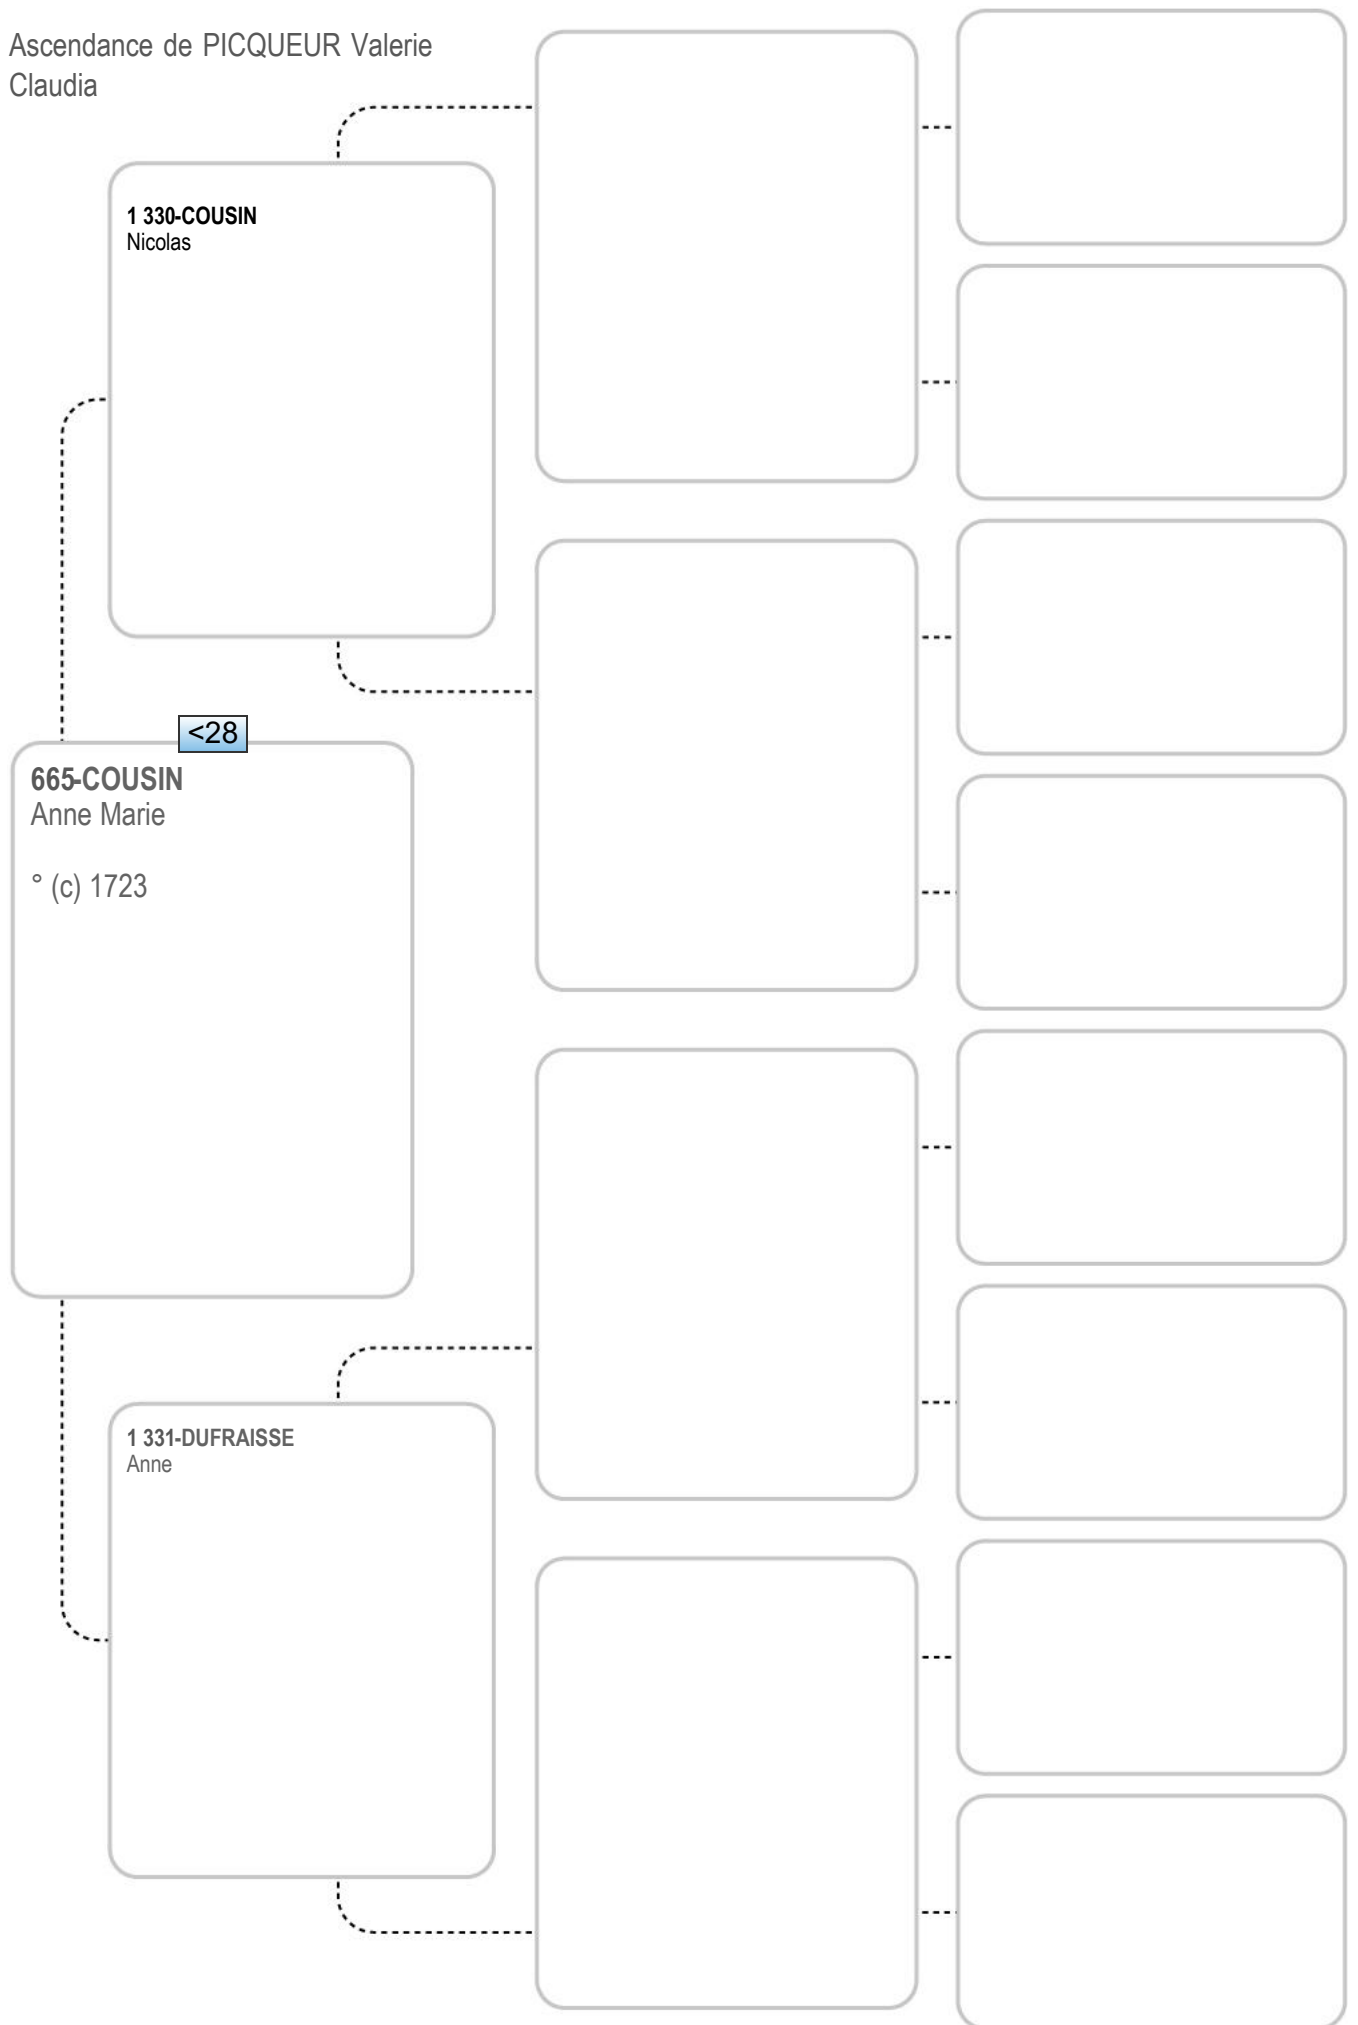 Ascendance de PICQUEUR Valerie
Claudia
1 330-COUSIN
Nicolas
<28
665-COUSIN
Anne Marie
° (c) 1723
1 331-DUFRAISSE
Anne